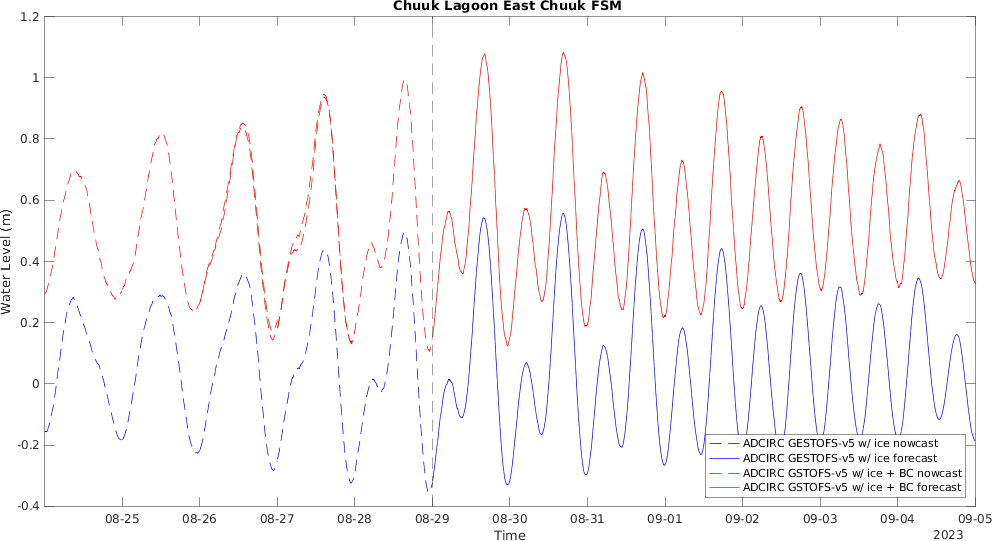 Chuuk Lagoon East Chuuk FSM
1.2
1
0.8
0.6
0.4
0.2
0
-0.2
-0.4
Water Level (m)
ADCIRC GESTOFS-v5 w/ ice nowcast
ADCIRC GESTOFS-v5 w/ ice forecast
ADCIRC GSTOFS-v5 w/ ice + BC nowcast
ADCIRC GSTOFS-v5 w/ ice + BC forecast
08-25 08-26 08-27 08-28 08-29 08-30 08-31 09-01 09-02 09-03 09-04 09-05
Time
2023